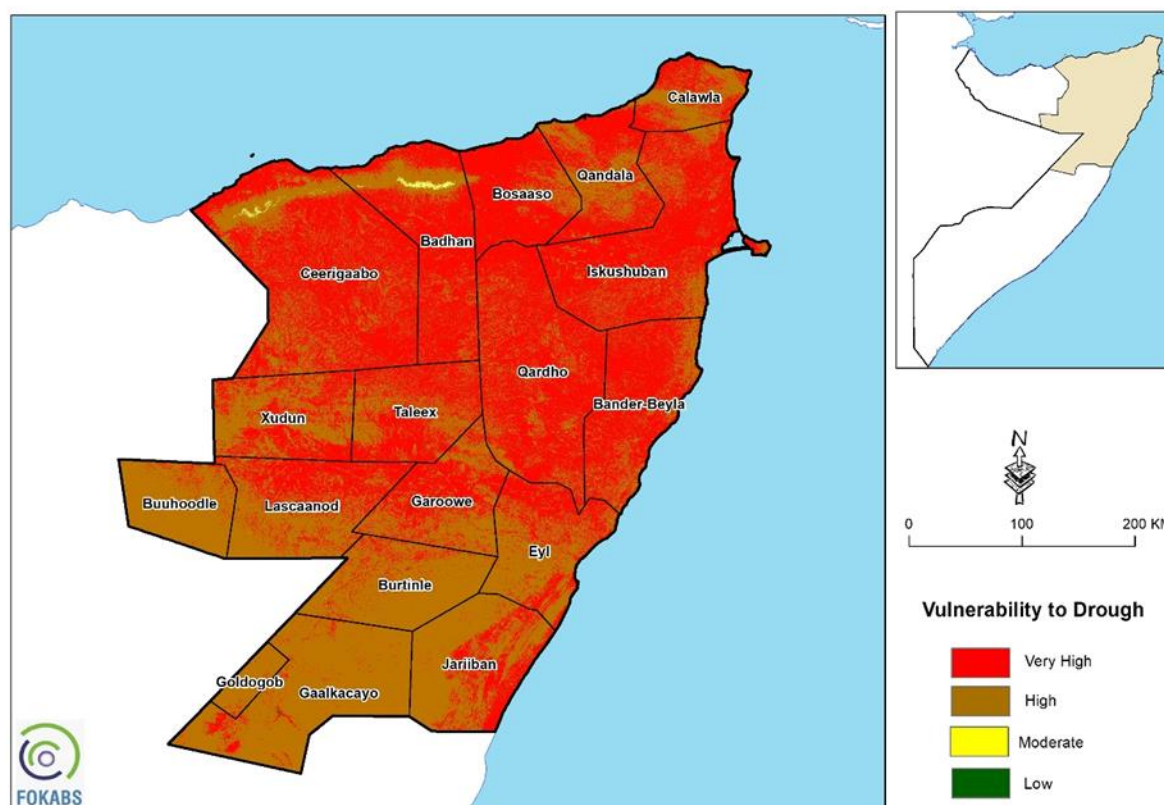 Calawla
Qandala
Bosaaso
Badhan
Iskushuban
Ceerigaabo
Qardho
Bander-Beyla
Xudun
Taleex
Buuhoodle
Lascaanod
Garoowe
Eyl
Burtinle
Jariiban
Goldogob
Gaalkacayo
FOKABS
N
0 100 200 KM
Vulnerability to Drough
Very High
High
Moderate
Low